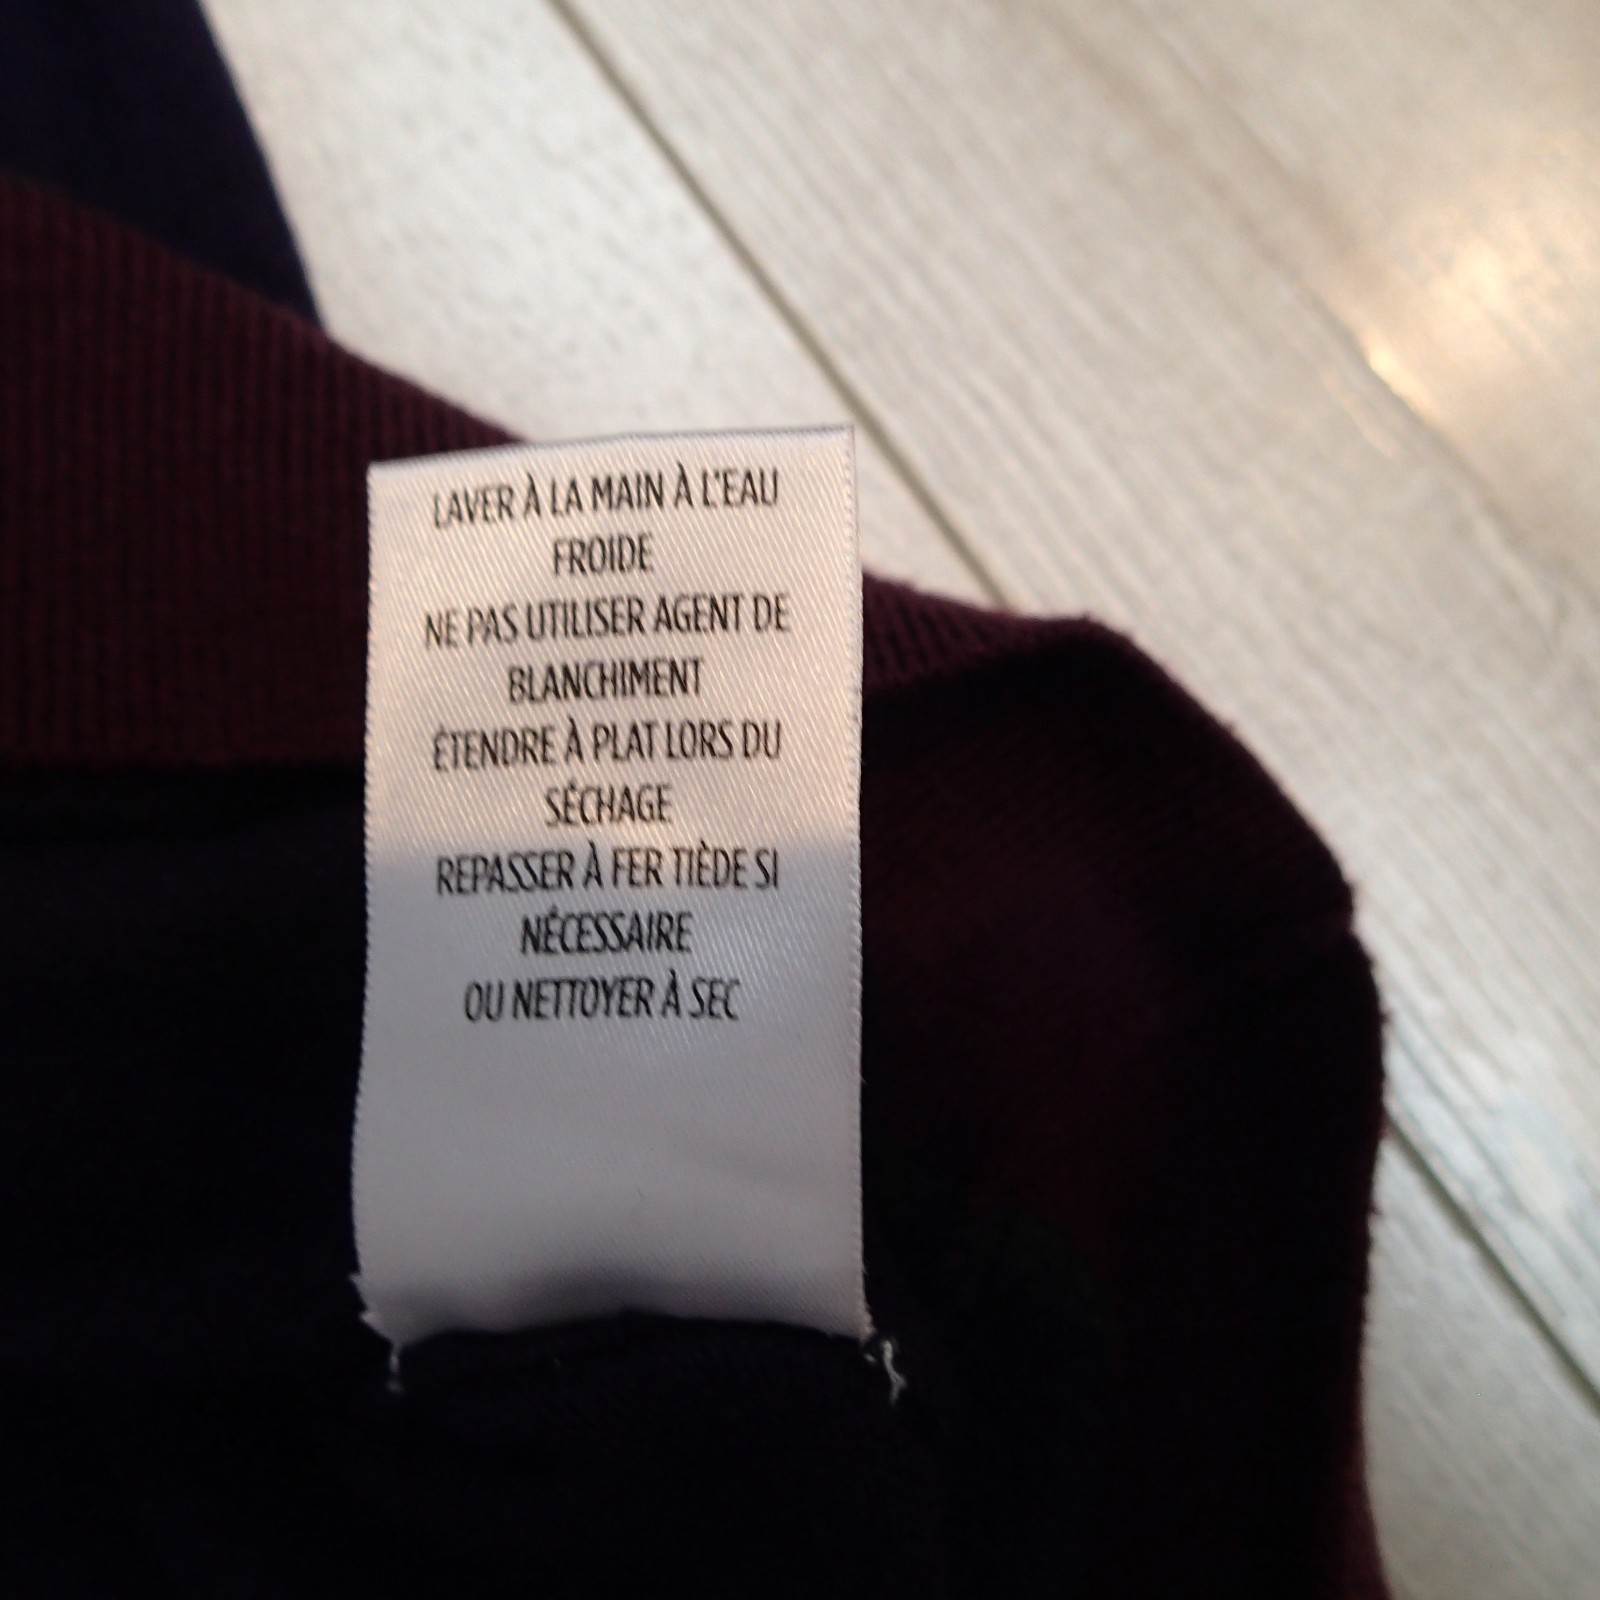 LAVER À LA MAIN À L'EAU
FROIDE
NE PAS UTILISER AGENT DE
BLANCHIMENT
ÉTENDRE À PLAT LORS DU
SÉCHAGE
REPASSER À FER TIÈDE SI
NÉCESSAIRE
OU NETTOYER À SEC